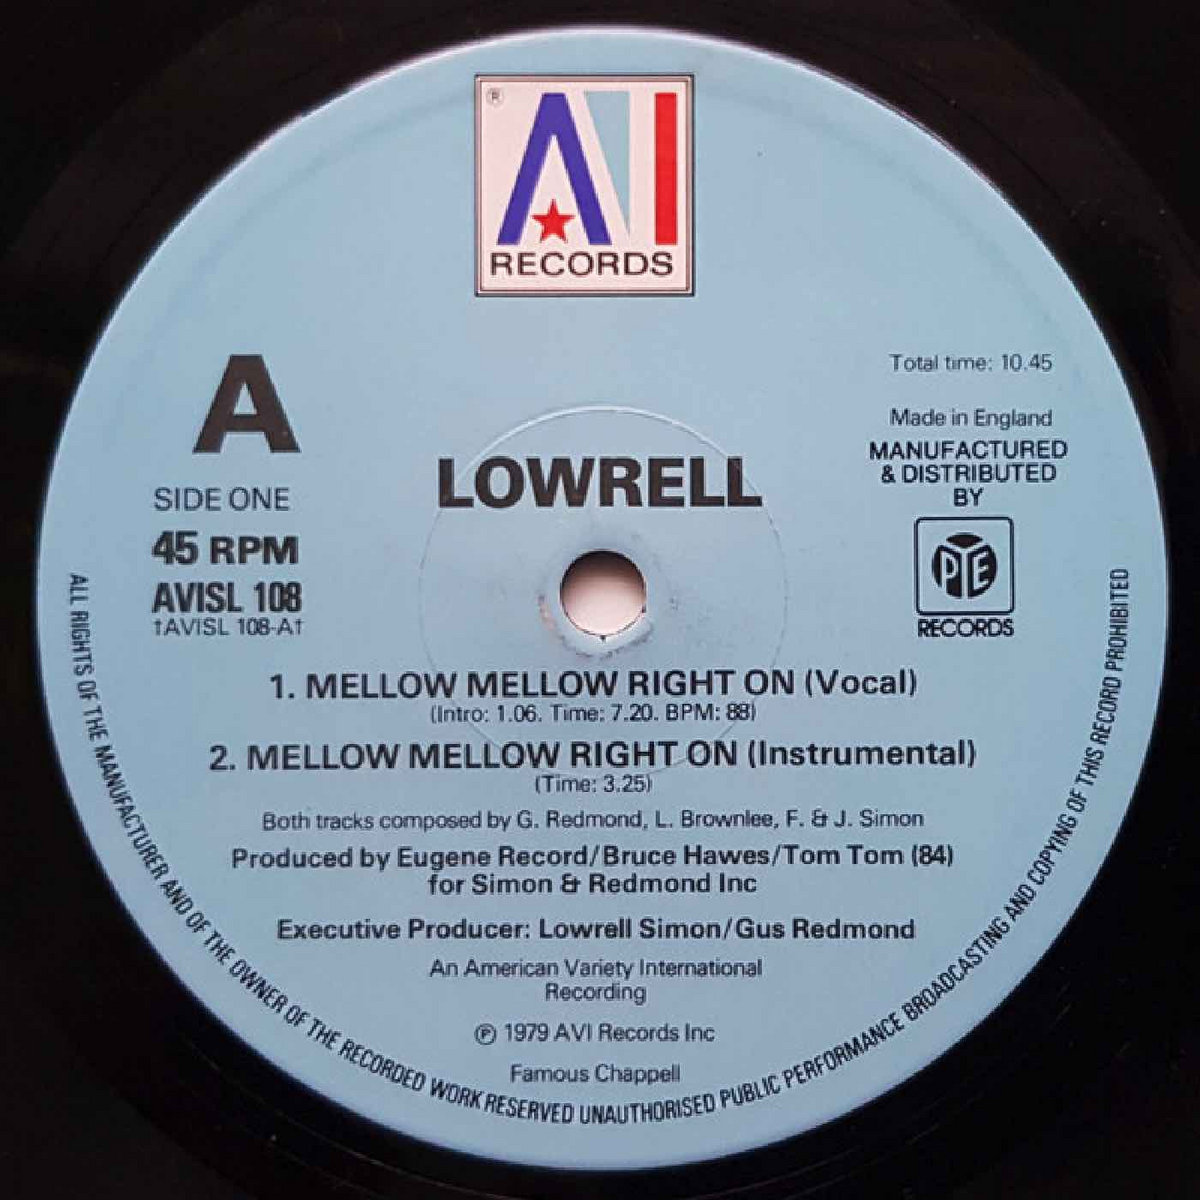 ® AVI
RECORDS
A
SIDE ONE
45 RPM
AVISL 108
†AVISL 108-A†
LOWRELL
Total time: 10.45
Made in England
MANUFACTURED
& DISTRIBUTED
BY
PYE
RECORDS
1. MELLOW MELLOW RIGHT ON (Vocal)
(Intro: 1.06. Time: 7.20. BPM: 88)
2. MELLOW MELLOW RIGHT ON (Instrumental)
(Time: 3.25)
Both tracks composed by G. Redmond, L. Brownlee, F. & J. Simon
Produced by Eugene Record/Bruce Hawes/Tom Tom (84)
for Simon & Redmond Inc
Executive Producer: Lowrell Simon/Gus Redmond
An American Variety International
Recording
℗ 1979 AVI Records Inc
Famous Chappell
ALL RIGHTS OF THE MANUFACTURER AND OF THE OWNER OF THE RECORDED WORK RESERVED UNAUTHORISED PUBLIC PERFORMANCE BROADCASTING AND COPYING OF THIS RECORD PROHIBITED